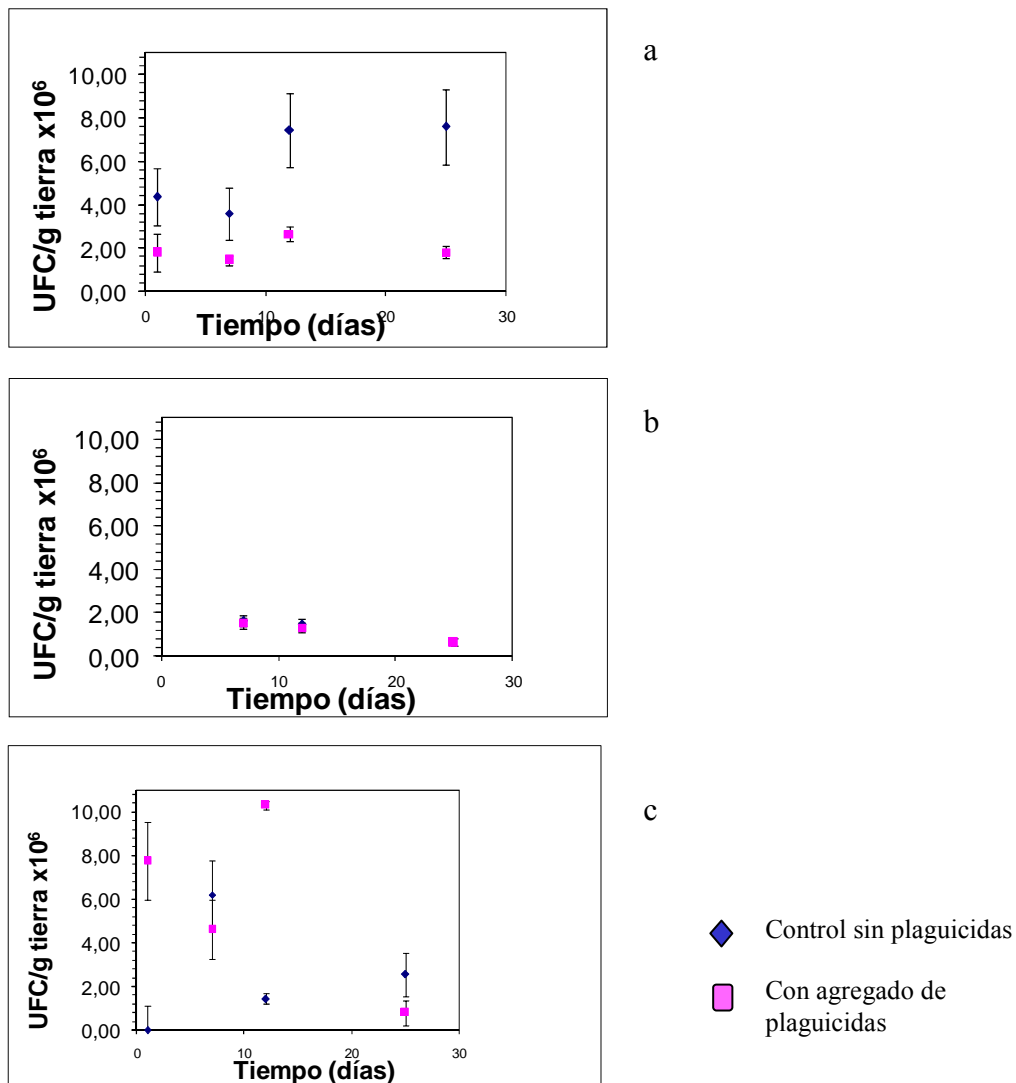 a
UFC/g tierra x10⁶
10,00
8,00
6,00
4,00
2,00
0,00
0 10 20 30
Tiempo (días)
b
UFC/g tierra x10⁶
10,00
8,00
6,00
4,00
2,00
0,00
0 10 20 30
Tiempo (días)
c
UFC/g tierra x10⁶
10,00
8,00
6,00
4,00
2,00
0,00
0 10 20 30
Tiempo (días)
Control sin plaguicidas
Con agregado de
plaguicidas